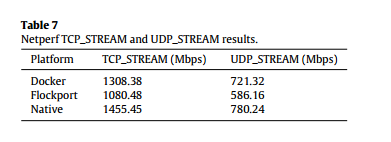 Table 7
Netperf TCP_STREAM and UDP_STREAM results.
Platform TCP_STREAM (Mbps) UDP_STREAM (Mbps)
Docker 1308.38 721.32
Flockport 1080.48 586.16
Native 1455.45 780.24